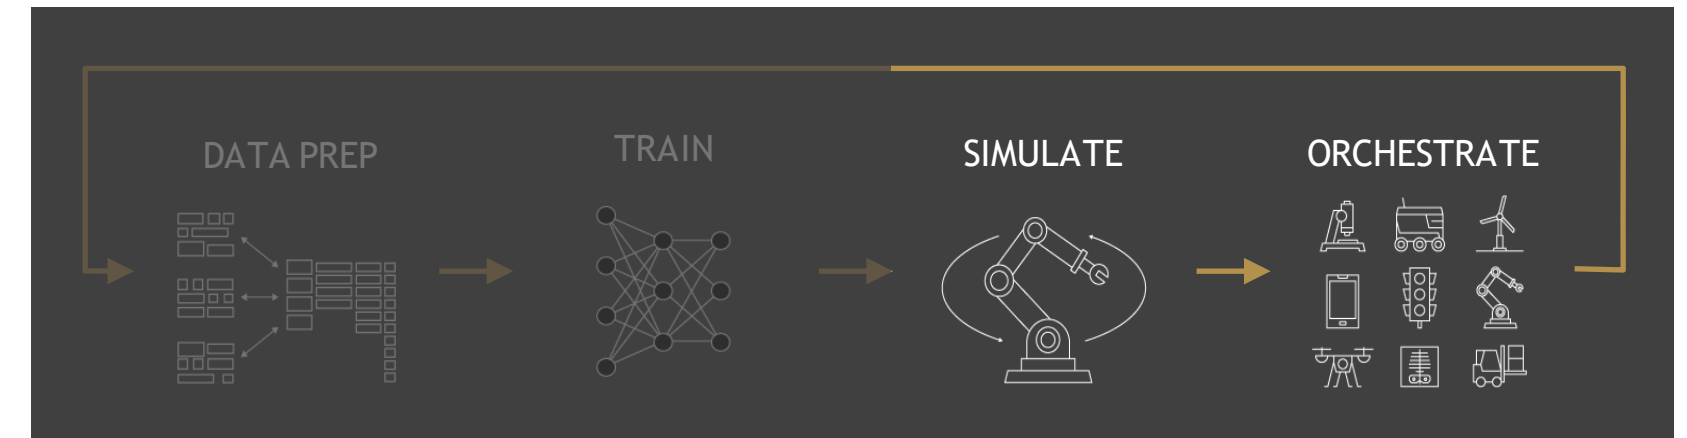 DATA PREP
TRAIN
SIMULATE
ORCHESTRATE